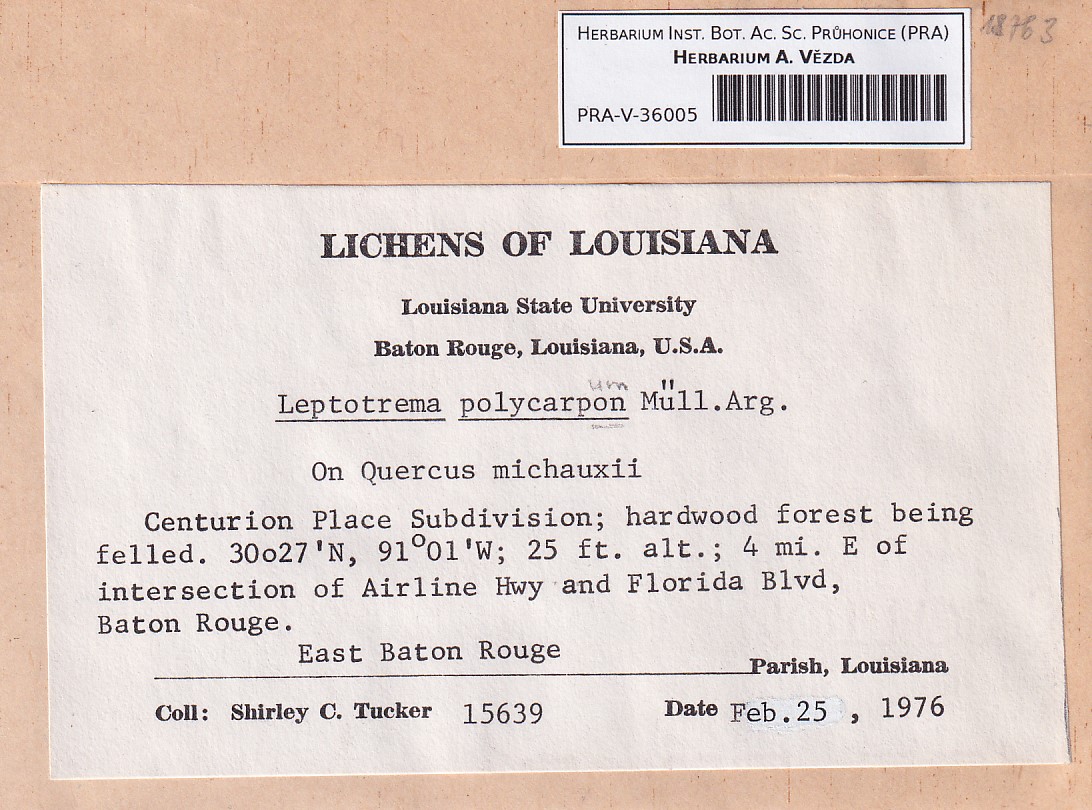 18763
HERBARIUM INST. BOT. AC. SC. PRŮHONICE (PRA)
HERBARIUM A. VĚZDA
PRA-V-36005
LICHENS OF LOUISIANA
Louisiana State University
Baton Rouge, Louisiana, U.S.A.
um
Leptotrema polycarpon Müll.Arg.
On Quercus michauxii
Centurion Place Subdivision; hardwood forest being
felled. 30o27'N, 91°01'W; 25 ft. alt.; 4 mi. E of
intersection of Airline Hwy and Florida Blvd,
Baton Rouge.
East Baton Rouge Parish, Louisiana
Coll: Shirley C. Tucker 15639 Date Feb.25 , 1976